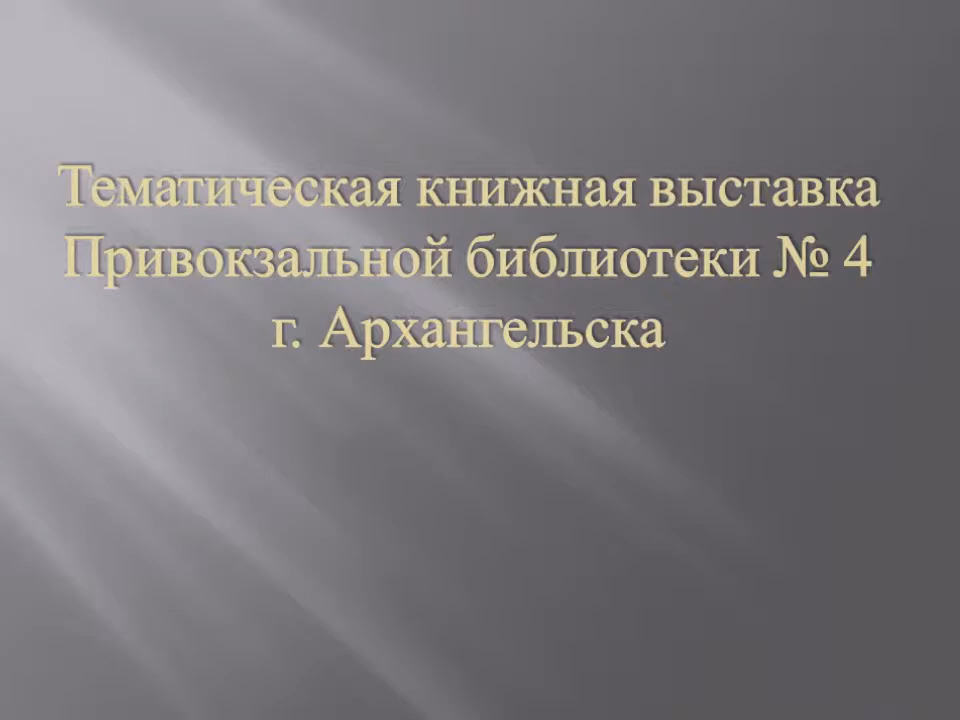 Тематическая книжная выставка
Привокзальной библиотеки № 4
г. Архангельска